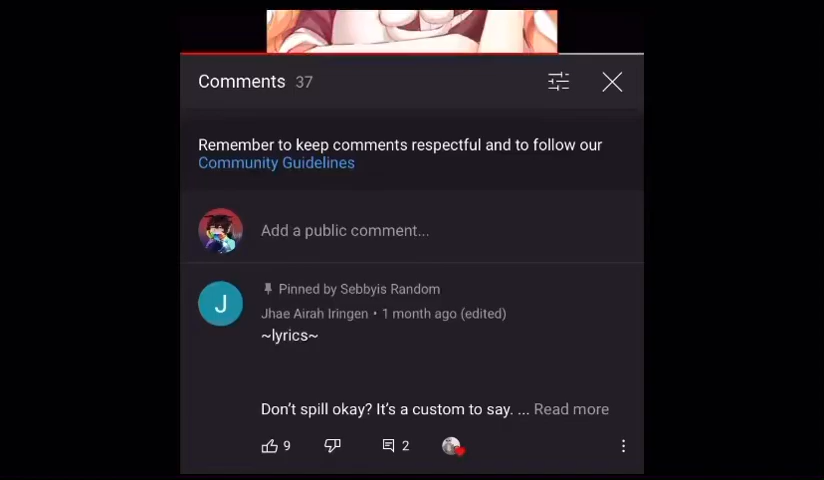 Comments 37
Remember to keep comments respectful and to follow our
Community Guidelines
Add a public comment...
J
Pinned by Sebbyis Random
Jhae Airah Iringen • 1 month ago (edited)
~lyrics~
Don't spill okay? It's a custom to say. ... Read more
9 2